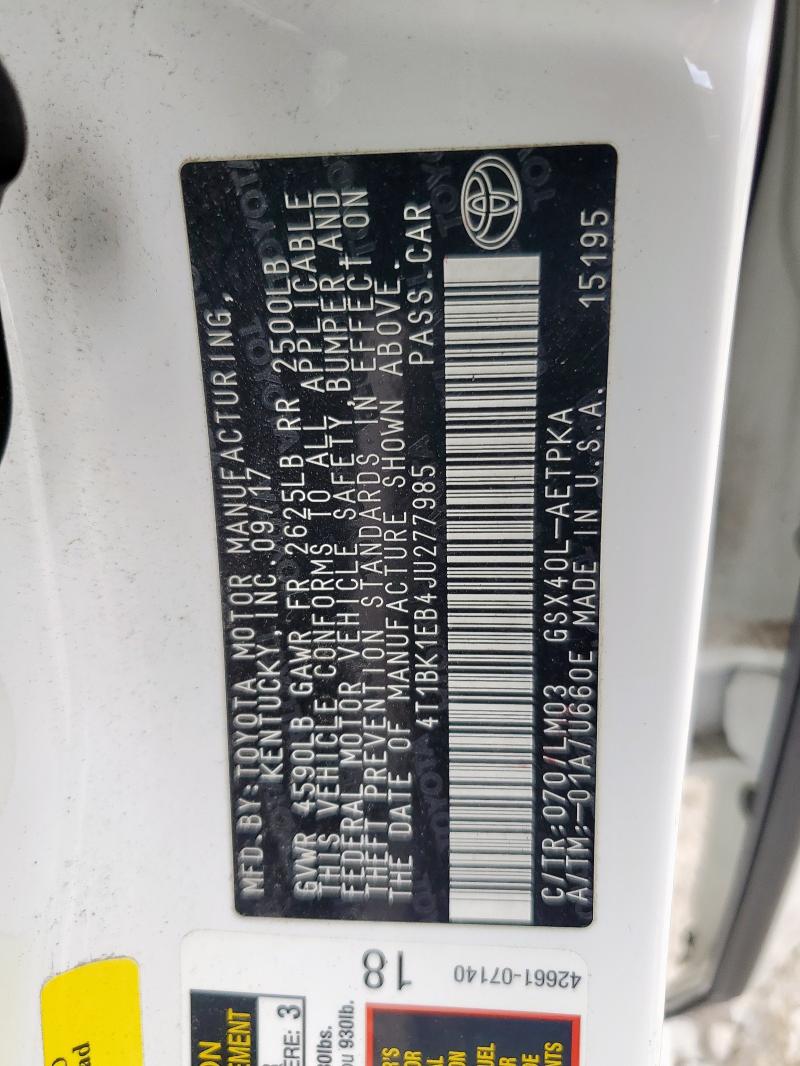 MFD.BY:TOYOTA MOTOR MANUFACTURING,
KENTUCKY, INC. 09/17
GVWR 4590LB GAWR FR 2625LB RR 2500LB
THIS VEHICLE CONFORMS TO ALL APPLICABLE
FEDERAL MOTOR VEHICLE SAFETY, BUMPER AND
THEFT PREVENTION STANDARDS IN EFFECT ON
THE DATE OF MANUFACTURE SHOWN ABOVE.
4T1BK1EB4JU277985 PASS.CAR
C/TR:070/LM03 GSX40L-AETPKA
A/TM:-01A/U660E MADE IN U.S.A. 15195
18
42661-07140